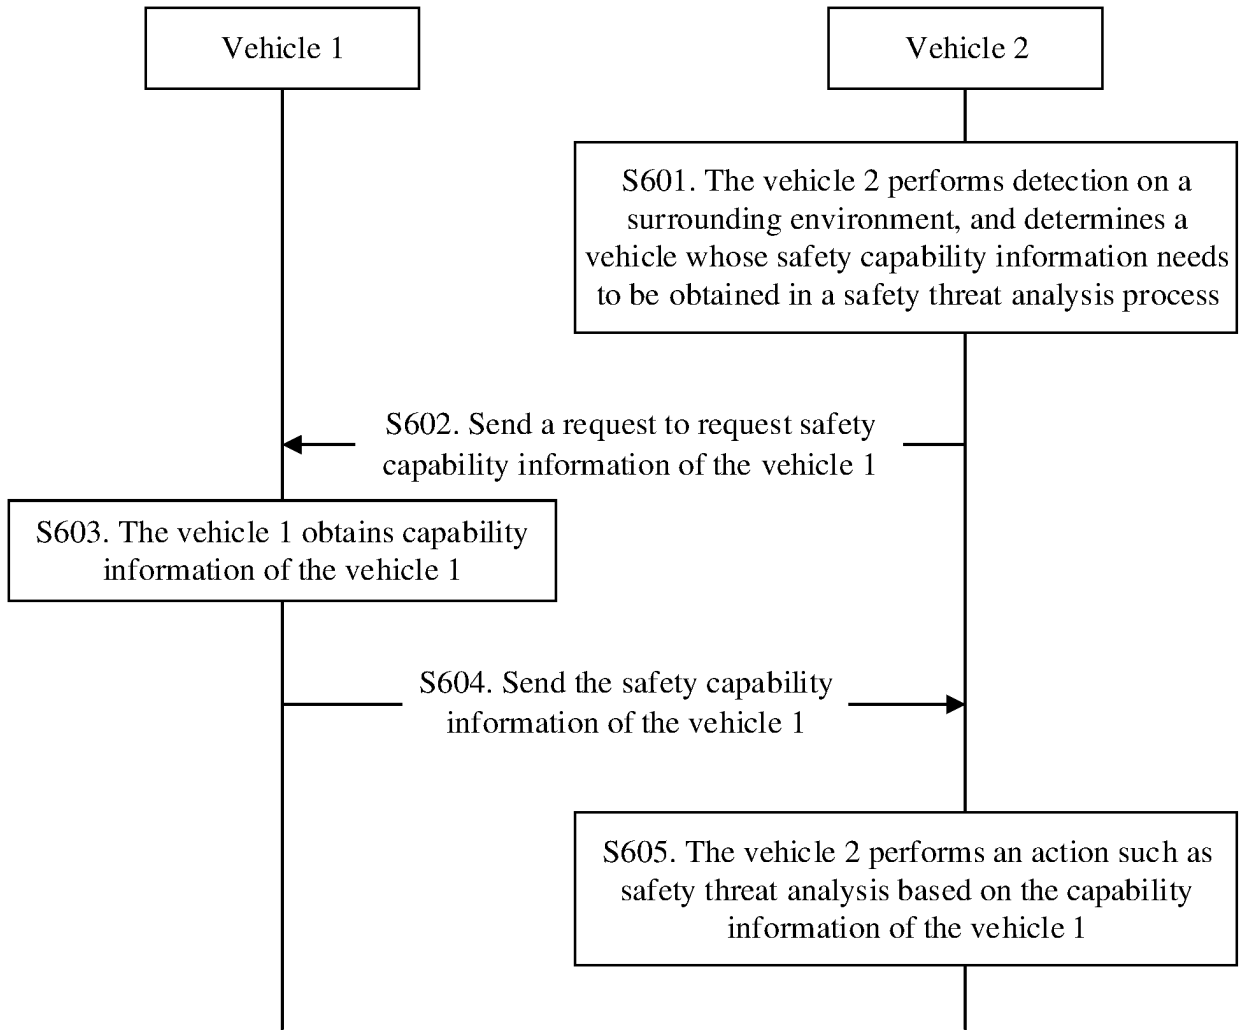 Vehicle 1
Vehicle 2
S601. The vehicle 2 performs detection on a
surrounding environment, and determines a
vehicle whose safety capability information needs
to be obtained in a safety threat analysis process
S602. Send a request to request safety
capability information of the vehicle 1
S603. The vehicle 1 obtains capability
information of the vehicle 1
S604. Send the safety capability
information of the vehicle 1
S605. The vehicle 2 performs an action such as
safety threat analysis based on the capability
information of the vehicle 1